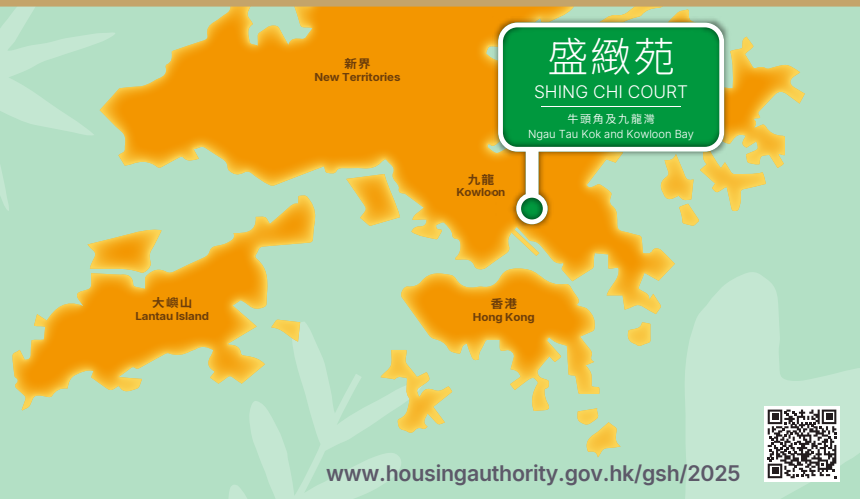 新界
New Territories
盛緻苑
SHING CHI COURT
牛頭角及九龍灣
Ngau Tau Kok and Kowloon Bay
九龍
Kowloon
大嶼山
Lantau Island
香港
Hong Kong
www.housingauthority.gov.hk/gsh/2025